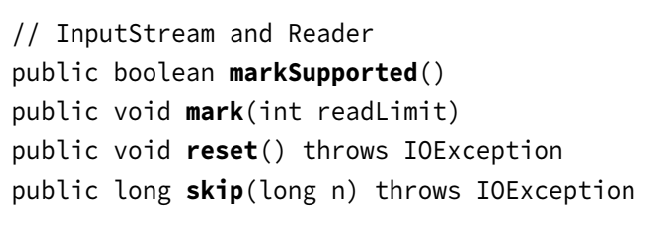 // InputStream and Reader
public boolean markSupported()
public void mark(int readLimit)
public void reset() throws IOException
public long skip(long n) throws IOException